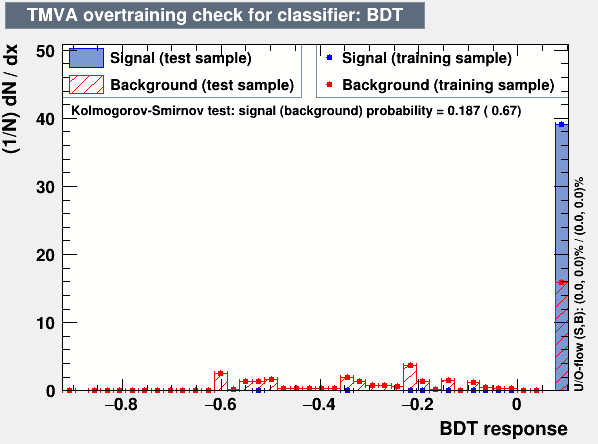 TMVA overtraining check for classifier: BDT
(1/N) dN / dx
50
40
30
20
10
0
Signal (test sample)
Background (test sample)
Signal (training sample)
Background (training sample)
Kolmogorov-Smirnov test: signal (background) probability = 0.187 ( 0.67)
U/O-flow (S,B): (0.0, 0.0)% / (0.0, 0.0)%
−0.8 −0.6 −0.4 −0.2 0
BDT response